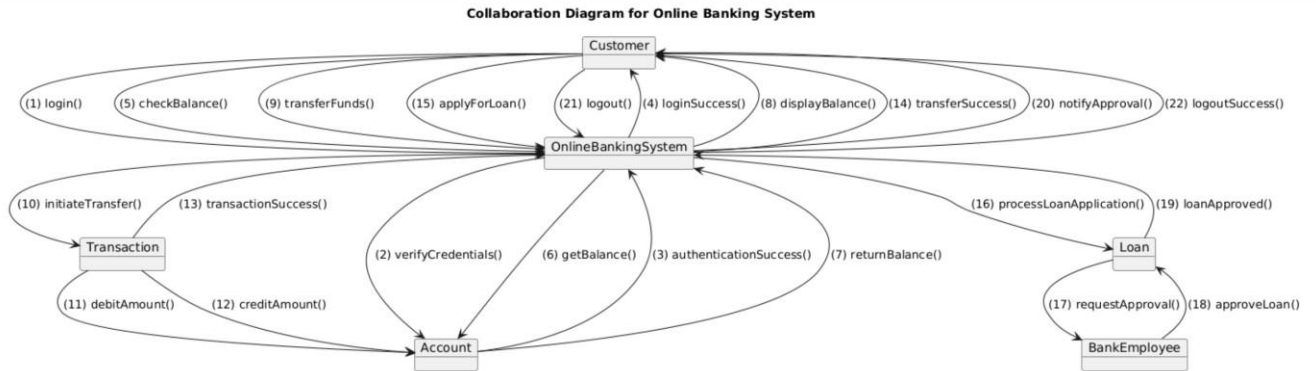 Collaboration Diagram for Online Banking System
Customer
(1) login()
(5) checkBalance()
(9) transferFunds()
(15) applyForLoan()
(21) logout()
(4) loginSuccess()
(8) displayBalance()
(14) transferSuccess()
(20) notifyApproval()
(22) logoutSuccess()
OnlineBankingSystem
(10) initiateTransfer()
(13) transactionSuccess()
(16) processLoanApplication()
(19) loanApproved()
Transaction
(2) verifyCredentials()
(6) getBalance()
(3) authenticationSuccess()
(7) returnBalance()
Loan
(11) debitAmount()
(12) creditAmount()
(17) requestApproval()
(18) approveLoan()
Account
BankEmployee